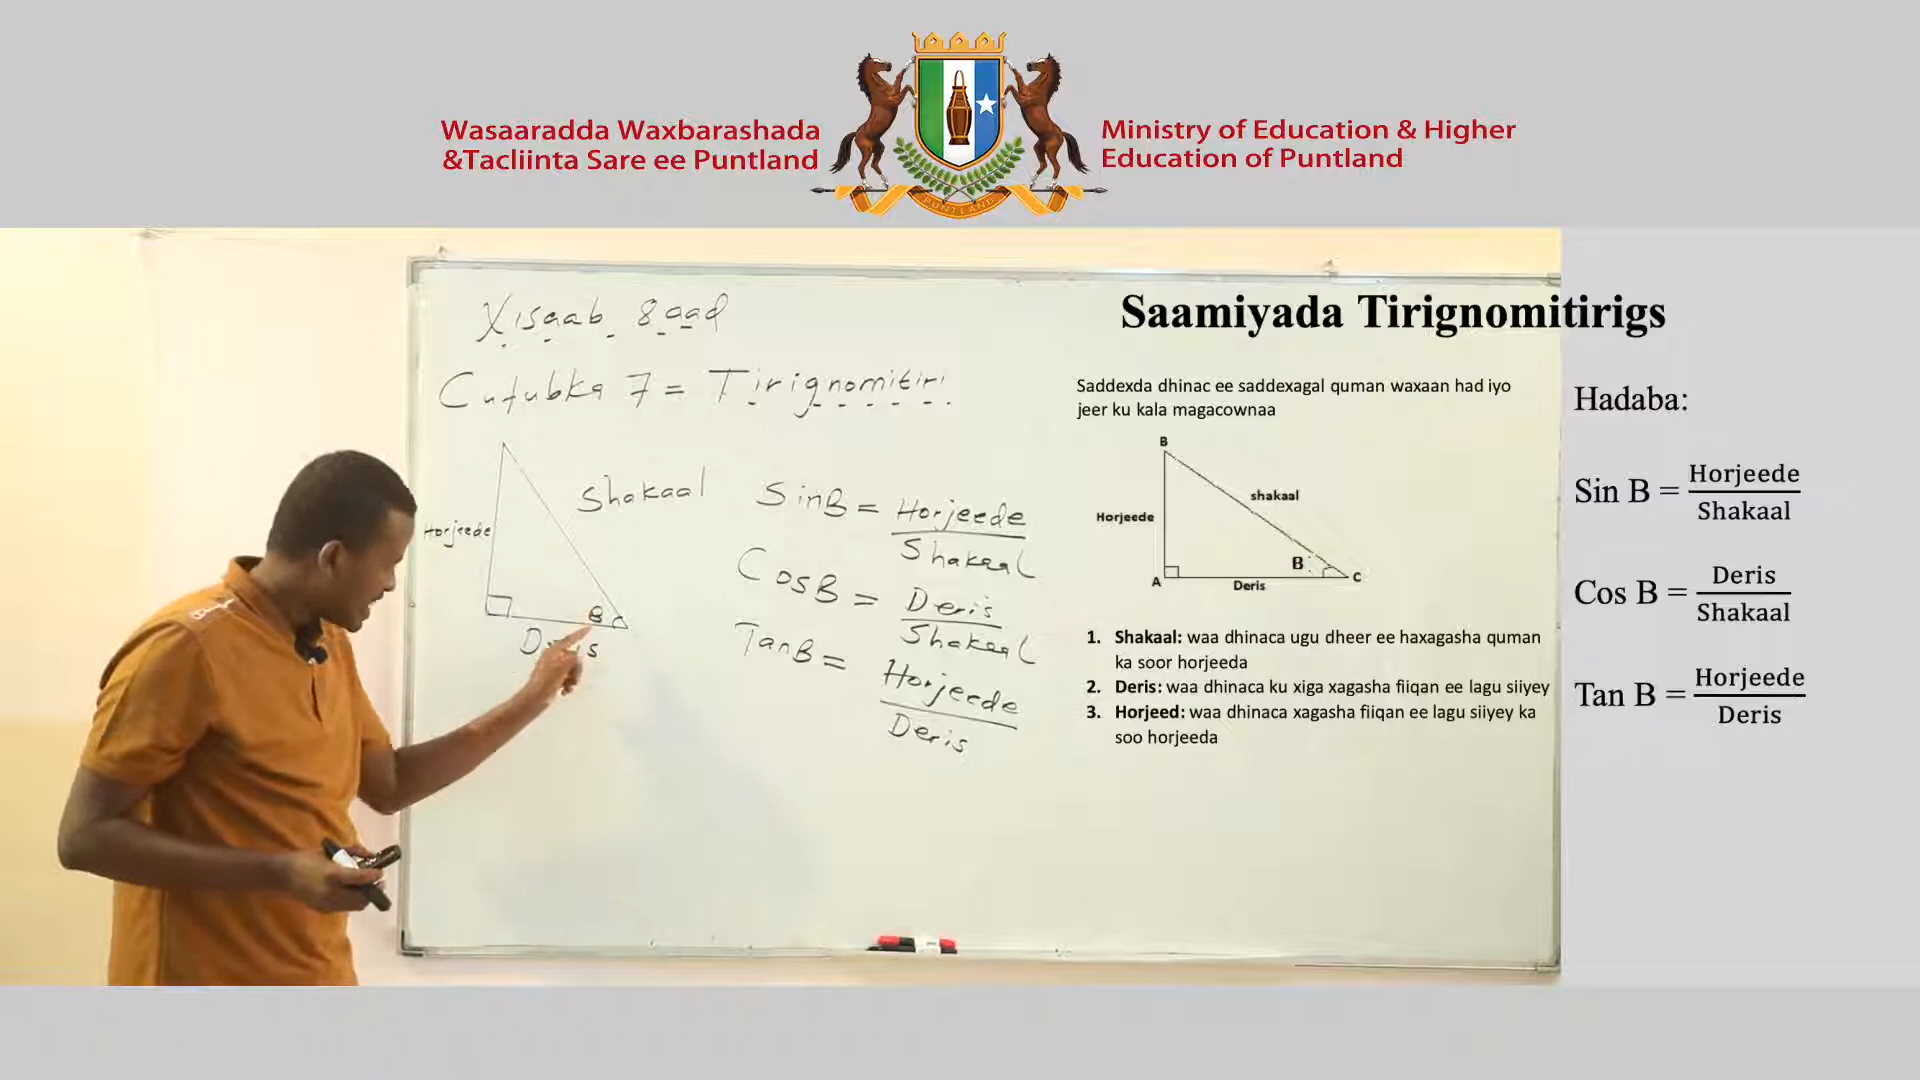 Wasaaradda Waxbarashada
&Tacliinta Sare ee Puntland
PUNTLAND
Ministry of Education & Higher
Education of Puntland
Xisaab 8aad
Cutubka 7 = Tirignomitiri
Horjeede
Shakaal
B
Deris
SinB = Horjeede
Shakaal
CosB = Deris
Shakaal
TanB = Horjeede
Deris
Saamiyada Tirignomitirigs
Saddexda dhinac ee saddexagal quman waxaan had iyo
jeer ku kala magacownaa
B
shakaal
Horjeede
B
A
Deris
C
1. Shakaal: waa dhinaca ugu dheer ee haxagasha quman
ka soor horjeeda
2. Deris: waa dhinaca ku xiga xagasha fiiqan ee lagu siiyey
3. Horjeed: waa dhinaca xagasha fiiqan ee lagu siiyey ka
soo horjeeda
Hadaba:
Sin B = Horjeede
Shakaal
Cos B = Deris
Shakaal
Tan B = Horjeede
Deris